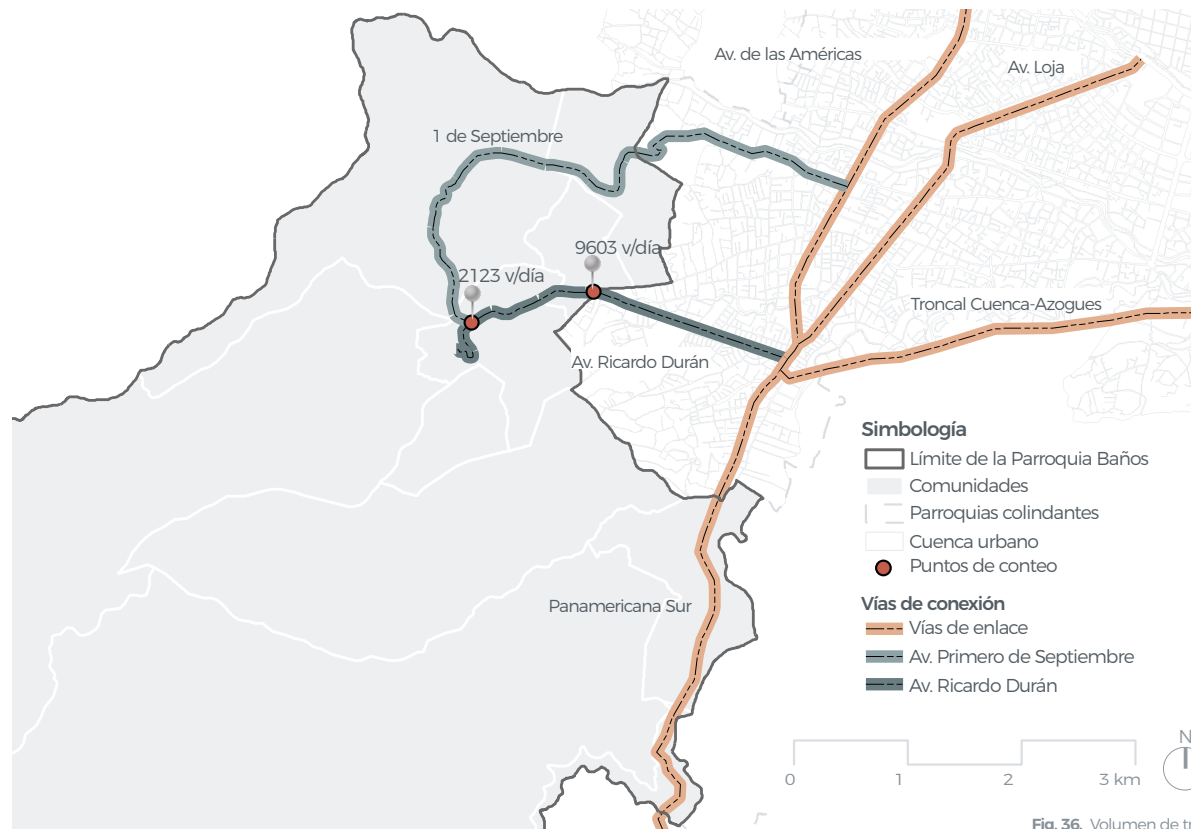 Av. de las Américas
Av. Loja
1 de Septiembre
9603 v/día
2123 v/día
Troncal Cuenca-Azogues
Av. Ricardo Durán
Simbología
Límite de la Parroquia Baños
Comunidades
Parroquias colindantes
Cuenca urbano
Puntos de conteo
Panamericana Sur
Vías de conexión
Vías de enlace
Av. Primero de Septiembre
Av. Ricardo Durán
N
0 1 2 3 km
Fig. 36. Volumen de